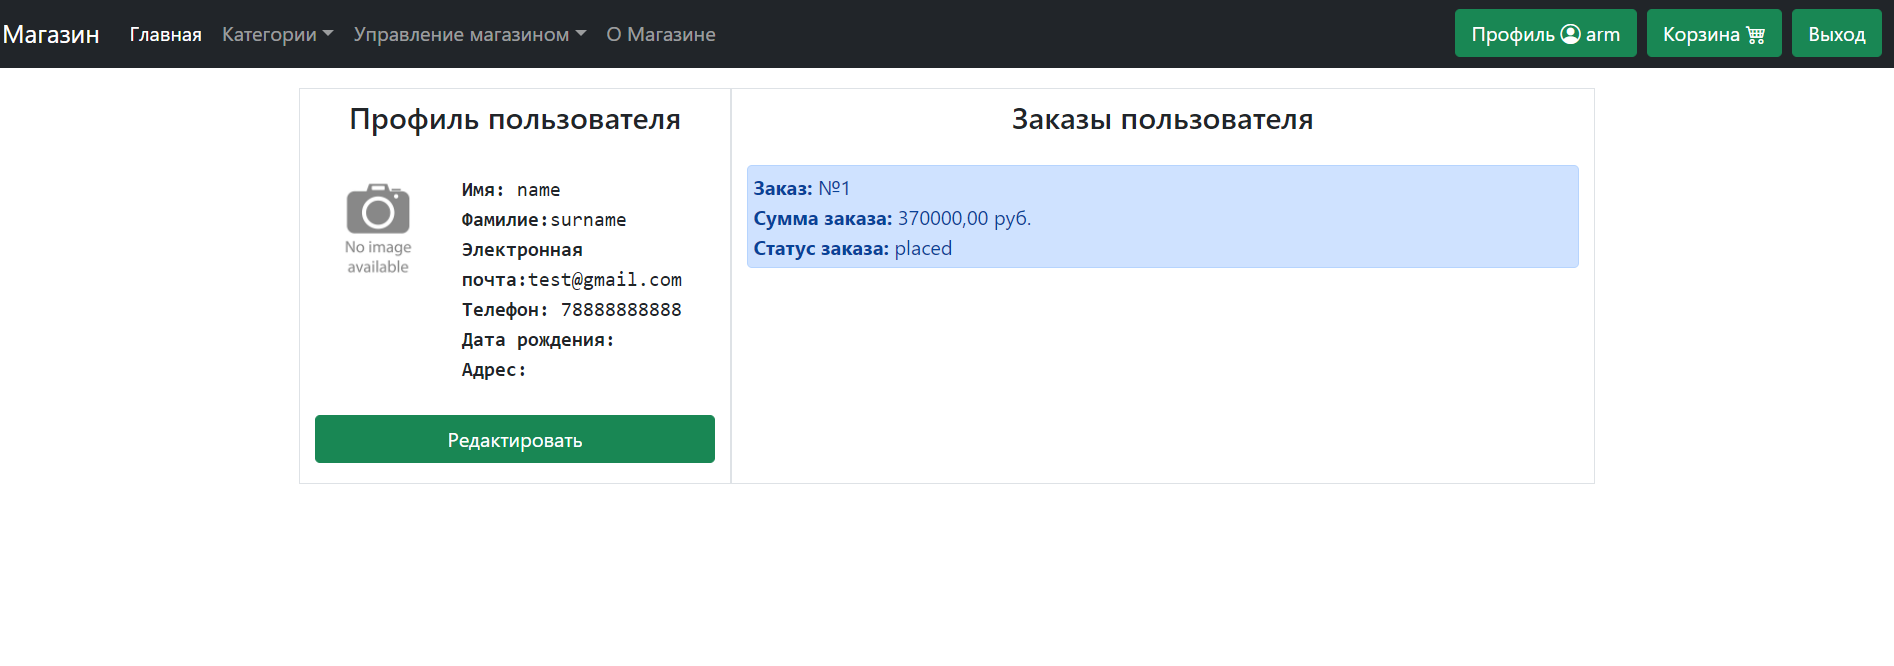 Магазин Главная Категории Управление магазином О Магазине Профиль arm Корзина Выход
Профиль пользователя
No image
available
Имя: name
Фамилие:surname
Электронная
почта:test@gmail.com
Телефон: 78888888888
Дата рождения:
Адрес:
Редактировать
Заказы пользователя
Заказ: №1
Сумма заказа: 370000,00 руб.
Статус заказа: placed